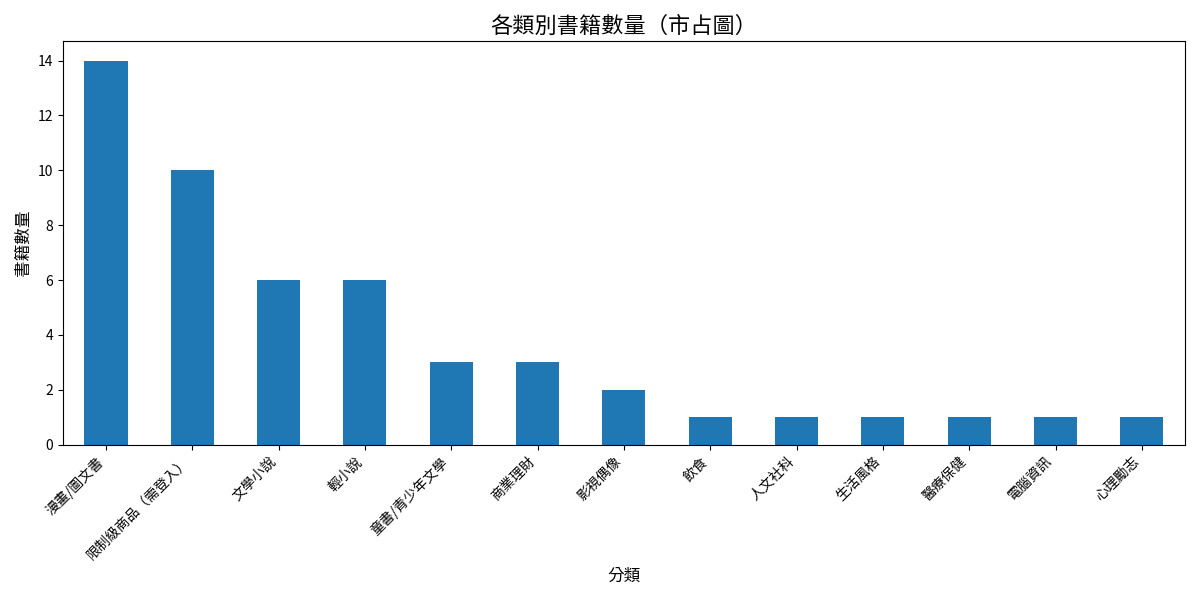 各類別書籍數量（市占圖）
書籍數量
14
12
10
8
6
4
2
0
漫畫/圖文書
限制級商品（需登入）
文學小說
輕小說
童書/青少年文學
商業理財
影視偶像
飲食
人文社科
生活風格
醫療保健
電腦資訊
心理勵志
分類